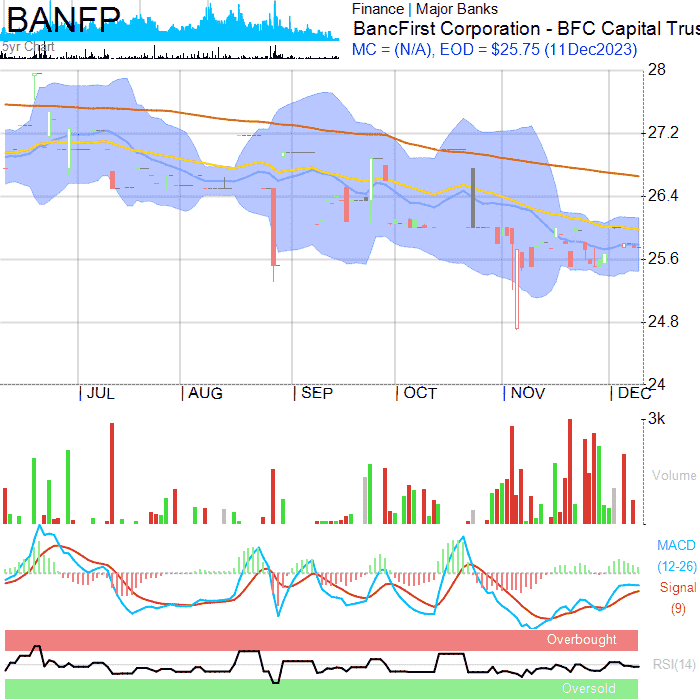 BANFP
5yr Chart
Finance | Major Banks
BancFirst Corporation - BFC Capital Trus
MC = (N/A), EOD = $25.75 (11Dec2023)
28
27.2
26.4
25.6
24.8
24
JUL AUG SEP OCT NOV DEC
3k
Volume
MACD
(12-26)
Signal
(9)
Overbought
RSI(14)
Oversold